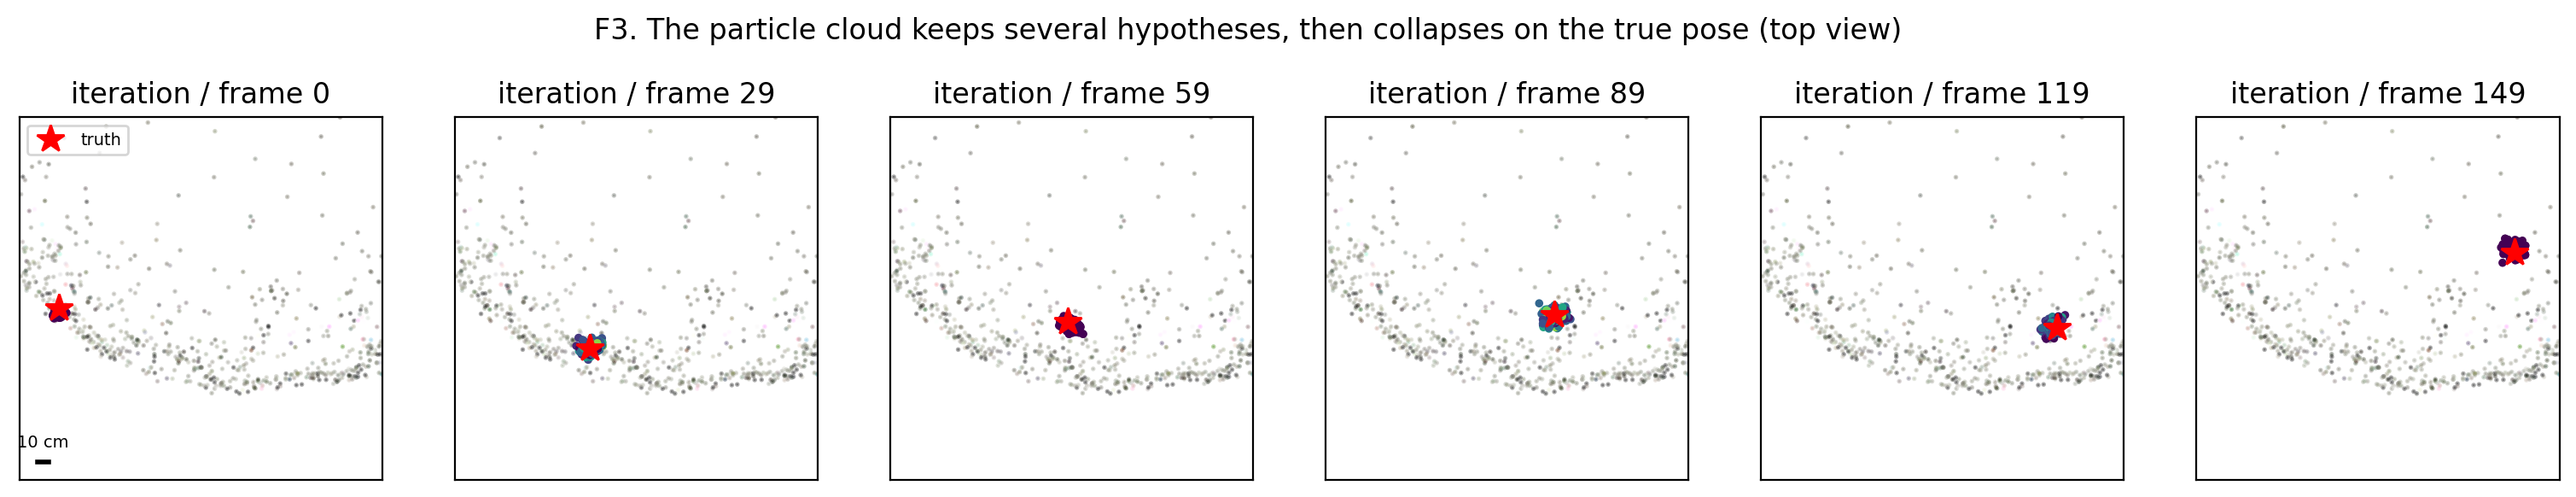 F3. The particle cloud keeps several hypotheses, then collapses on the true pose (top view)
iteration / frame 0
iteration / frame 29
iteration / frame 59
iteration / frame 89
iteration / frame 119
iteration / frame 149
truth
10 cm